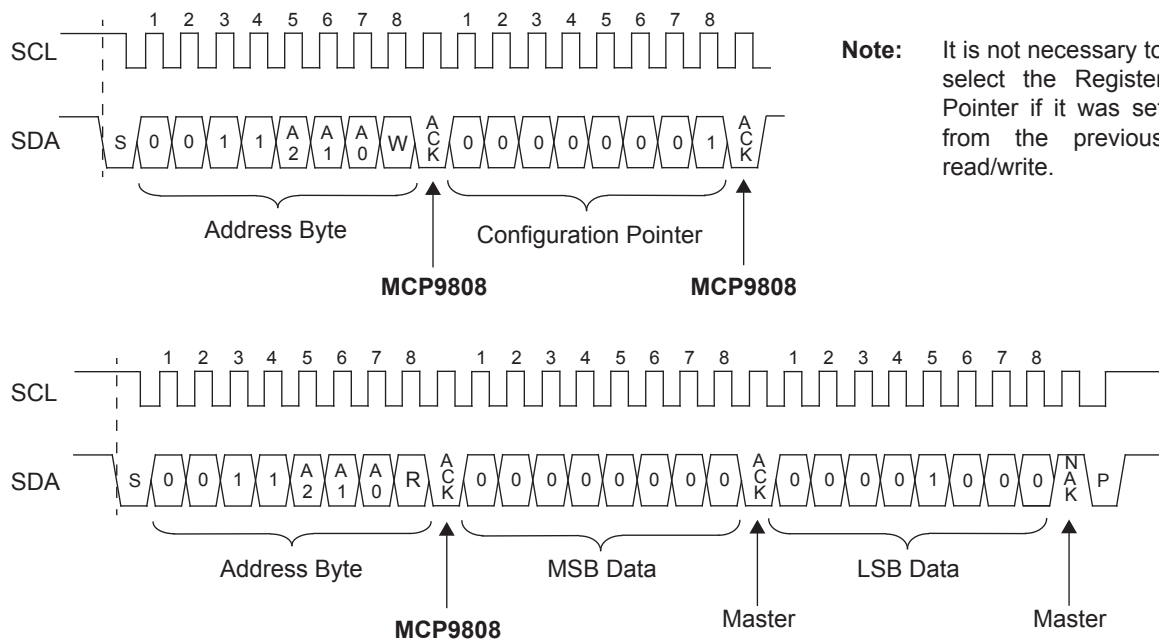 1 2 3 4 5 6 7 8 1 2 3 4 5 6 7 8
SCL
SDA S 0 0 1 1 A2 A1 A0 W ACK 0 0 0 0 0 0 0 1 ACK
Address Byte Configuration Pointer
MCP9808 MCP9808
Note: It is not necessary to
select the Register
Pointer if it was set
from the previous
read/write.
1 2 3 4 5 6 7 8 1 2 3 4 5 6 7 8 1 2 3 4 5 6 7 8
SCL
SDA S 0 0 1 1 A2 A1 A0 R ACK 0 0 0 0 0 0 0 0 ACK 0 0 0 0 1 0 0 0 NAK P
Address Byte MSB Data LSB Data
MCP9808 Master Master